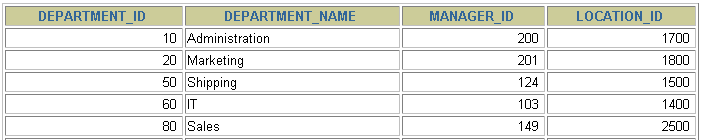 DEPARTMENT_ID DEPARTMENT_NAME MANAGER_ID LOCATION_ID
10 Administration 200 1700
20 Marketing 201 1800
50 Shipping 124 1500
60 IT 103 1400
80 Sales 149 2500